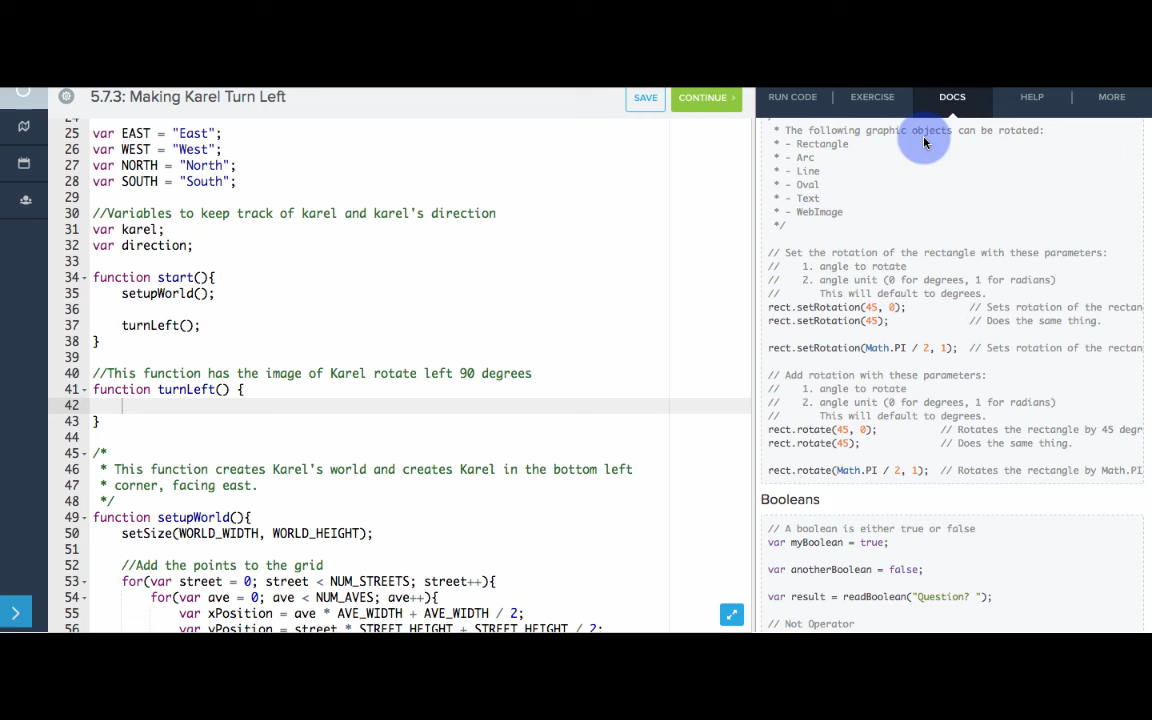 5.7.3: Making Karel Turn Left
SAVE
CONTINUE >
RUN CODE
EXERCISE
DOCS
HELP
MORE
25 var EAST = "East";
26 var WEST = "West";
27 var NORTH = "North";
28 var SOUTH = "South";
29
30 //Variables to keep track of karel and karel's direction
31 var karel;
32 var direction;
33
34 function start(){
35 setupWorld();
36
37 turnLeft();
38 }
39
40 //This function has the image of Karel rotate left 90 degrees
41 function turnLeft() {
42
43 }
44
45 /*
46 * This function creates Karel's world and creates Karel in the bottom left
47 * corner, facing east.
48 */
49 function setupWorld(){
50 setSize(WORLD_WIDTH, WORLD_HEIGHT);
51
52 //Add the points to the grid
53 for(var street = 0; street < NUM_STREETS; street++){
54 for(var ave = 0; ave < NUM_AVES; ave++){
55 var xPosition = ave * AVE_WIDTH + AVE_WIDTH / 2;
56 var yPosition = street * STREET_HEIGHT + STREET_HEIGHT / 2;
* The following graphic objects can be rotated:
* - Rectangle
* - Arc
* - Line
* - Oval
* - Text
* - WebImage
*/
// Set the rotation of the rectangle with these parameters:
// 1. angle to rotate
// 2. angle unit (0 for degrees, 1 for radians)
// This will default to degrees.
rect.setRotation(45, 0); // Sets rotation of the rectan
rect.setRotation(45); // Does the same thing.
rect.setRotation(Math.PI / 2, 1); // Sets rotation of the rectan
// Add rotation with these parameters:
// 1. angle to rotate
// 2. angle unit (0 for degrees, 1 for radians)
// This will default to degrees.
rect.rotate(45, 0); // Rotates the rectangle by 45 degr
rect.rotate(45); // Does the same thing.
rect.rotate(Math.PI / 2, 1); // Rotates the rectangle by Math.PI
Booleans
// A boolean is either true or false
var myBoolean = true;
var anotherBoolean = false;
var result = readBoolean("Question? ");
// Not Operator